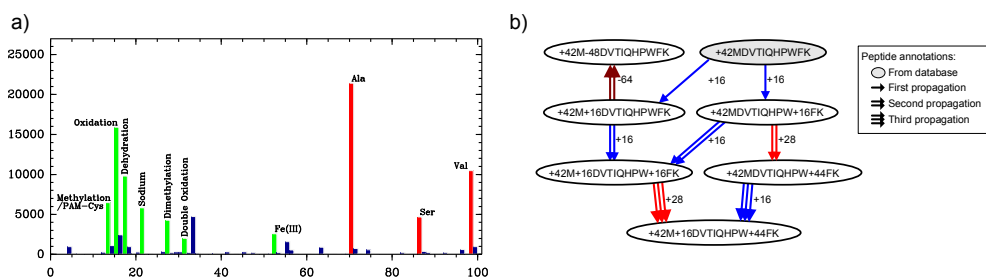 a)
25000
20000
15000
10000
5000
0
0
20
40
60
80
100
Methylation
/PAM-Cys
Oxidation
Dehydration
Sodium
Dimethylation
Double Oxidation
Fe(III)
Ala
Ser
Val
b)
+42M-48DVTIQHPWFK
+42MDVTIQHPWFK
-64
+16
+16
+42M+16DVTIQHPWFK
+42MDVTIQHPW+16FK
+16
+16
+28
+42M+16DVTIQHPW+16FK
+42MDVTIQHPW+44FK
+28
+16
+42M+16DVTIQHPW+44FK
Peptide annotations:
From database
First propagation
Second propagation
Third propagation